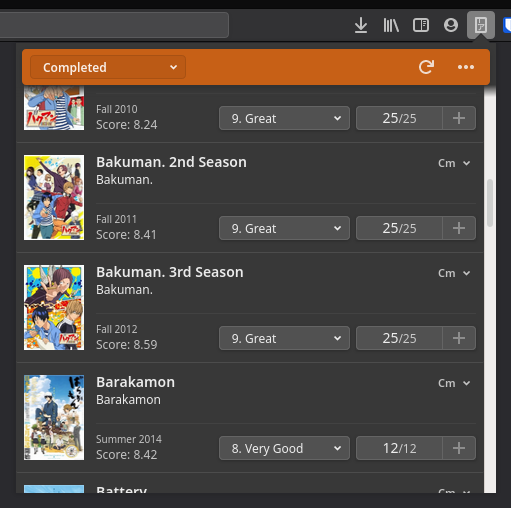 Completed
Fall 2010
Score: 8.24
9. Great
25/25
Bakuman. 2nd Season
Cm
Bakuman.
Fall 2011
Score: 8.41
9. Great
25/25
Bakuman. 3rd Season
Cm
Bakuman.
Fall 2012
Score: 8.59
9. Great
25/25
Barakamon
Cm
Barakamon
Summer 2014
Score: 8.42
8. Very Good
12/12
Battery
Cm